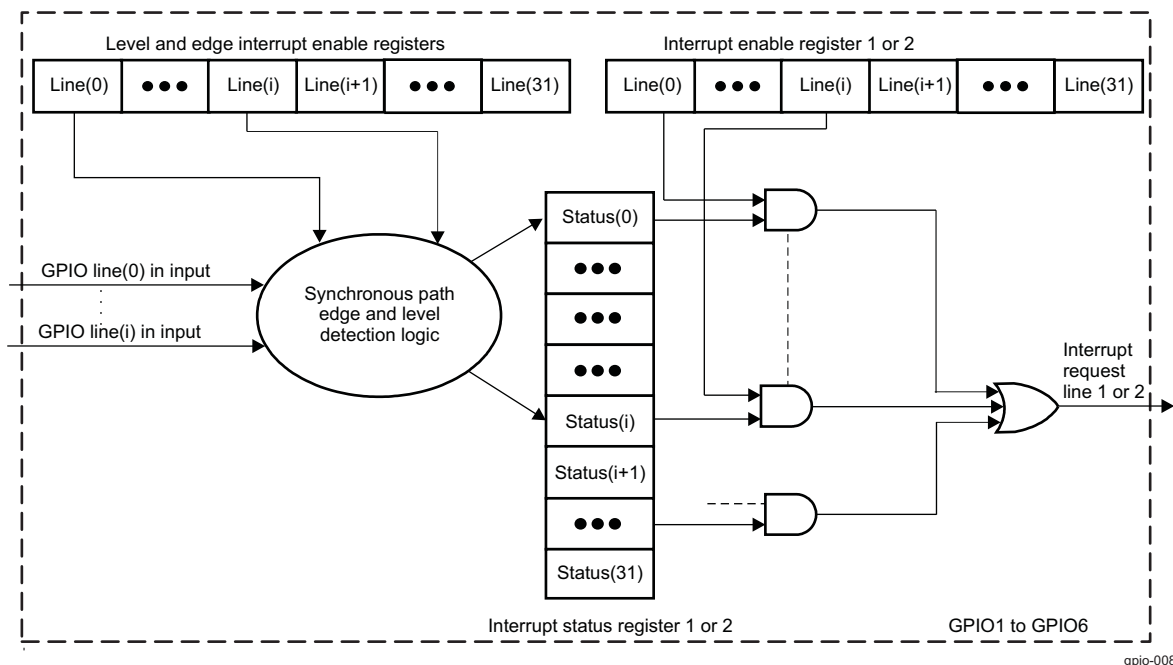 Level and edge interrupt enable registers
Interrupt enable register 1 or 2
Line(0) ●●● Line(i) Line(i+1) ●●● Line(31)
Line(0) ●●● Line(i) Line(i+1) ●●● Line(31)
GPIO line(0) in input
GPIO line(i) in input
Synchronous path
edge and level
detection logic
Status(0)
●●●
●●●
●●●
Status(i)
Status(i+1)
●●●
Status(31)
Interrupt
request
line 1 or 2
Interrupt status register 1 or 2
GPIO1 to GPIO6
gpio-008